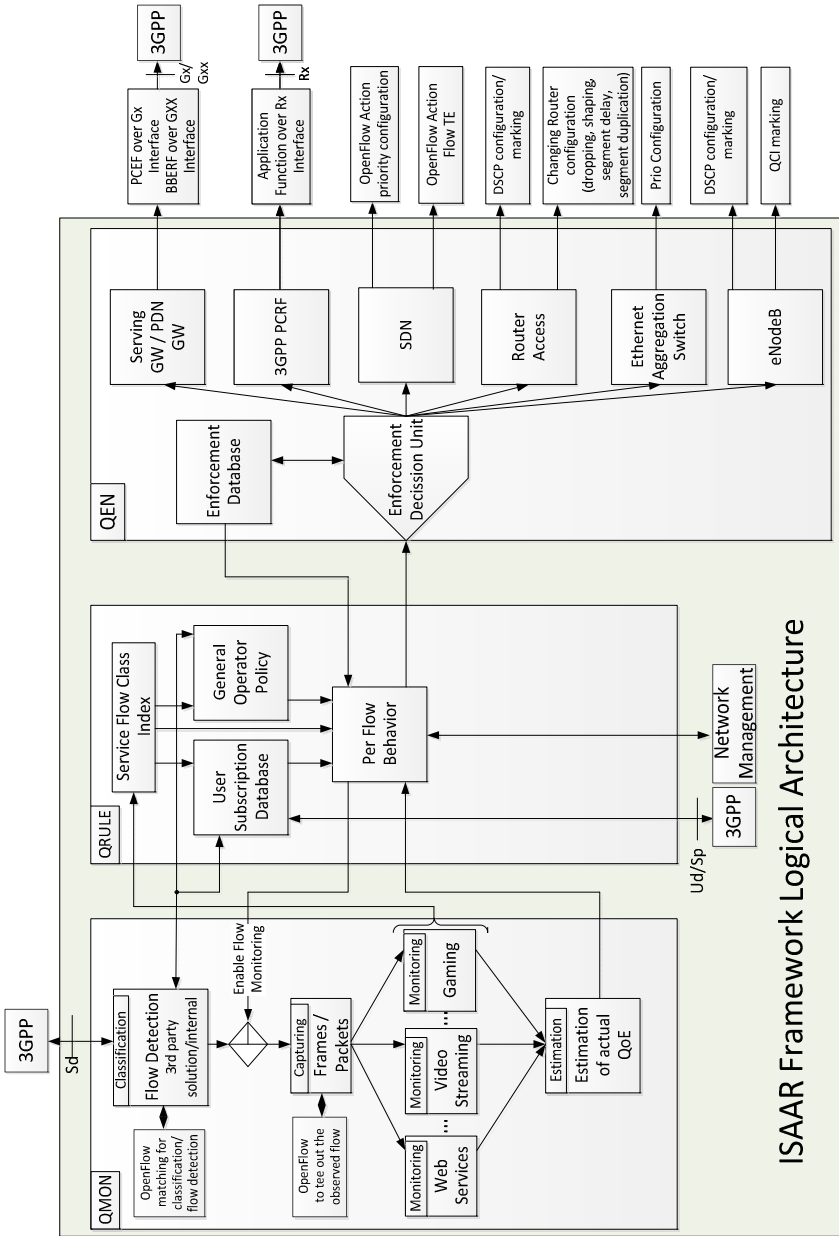 3GPP
Sd
QMON
Classification
Flow Detection
3rd party
solution/internal
OpenFlow
matching for
classification/
flow detection
Enable Flow
Monitoring
Capturing
Frames /
Packets
OpenFlow
to tee out the
observed flow
Monitoring
Web
Services
...
Monitoring
Video
Streaming
...
Monitoring
Gaming
Estimation
Estimation
of actual
QoE
QRULE
Service Flow Class
Index
User
Subscription
Database
General
Operator
Policy
Per Flow
Behavior
Ud/Sp
3GPP
Network
Management
QEN
Enforcement
Database
Enforcement
Decission Unit
Serving
GW / PDN
GW
3GPP PCRF
SDN
Router
Access
Ethernet
Aggregation
Switch
eNodeB
PCEF over Gx
Interface
BBERF over GXX
Interface
Gx/
Gxx
3GPP
Application
Function over Rx
Interface
Rx
3GPP
OpenFlow Action
priority configuration
OpenFlow Action
Flow TE
DSCP configuration/
marking
Changing Router
configuration
(dropping, shaping,
segment delay,
segment duplication)
Prio Configuration
DSCP configuration/
marking
QCI marking
ISAAR Framework Logical Architecture